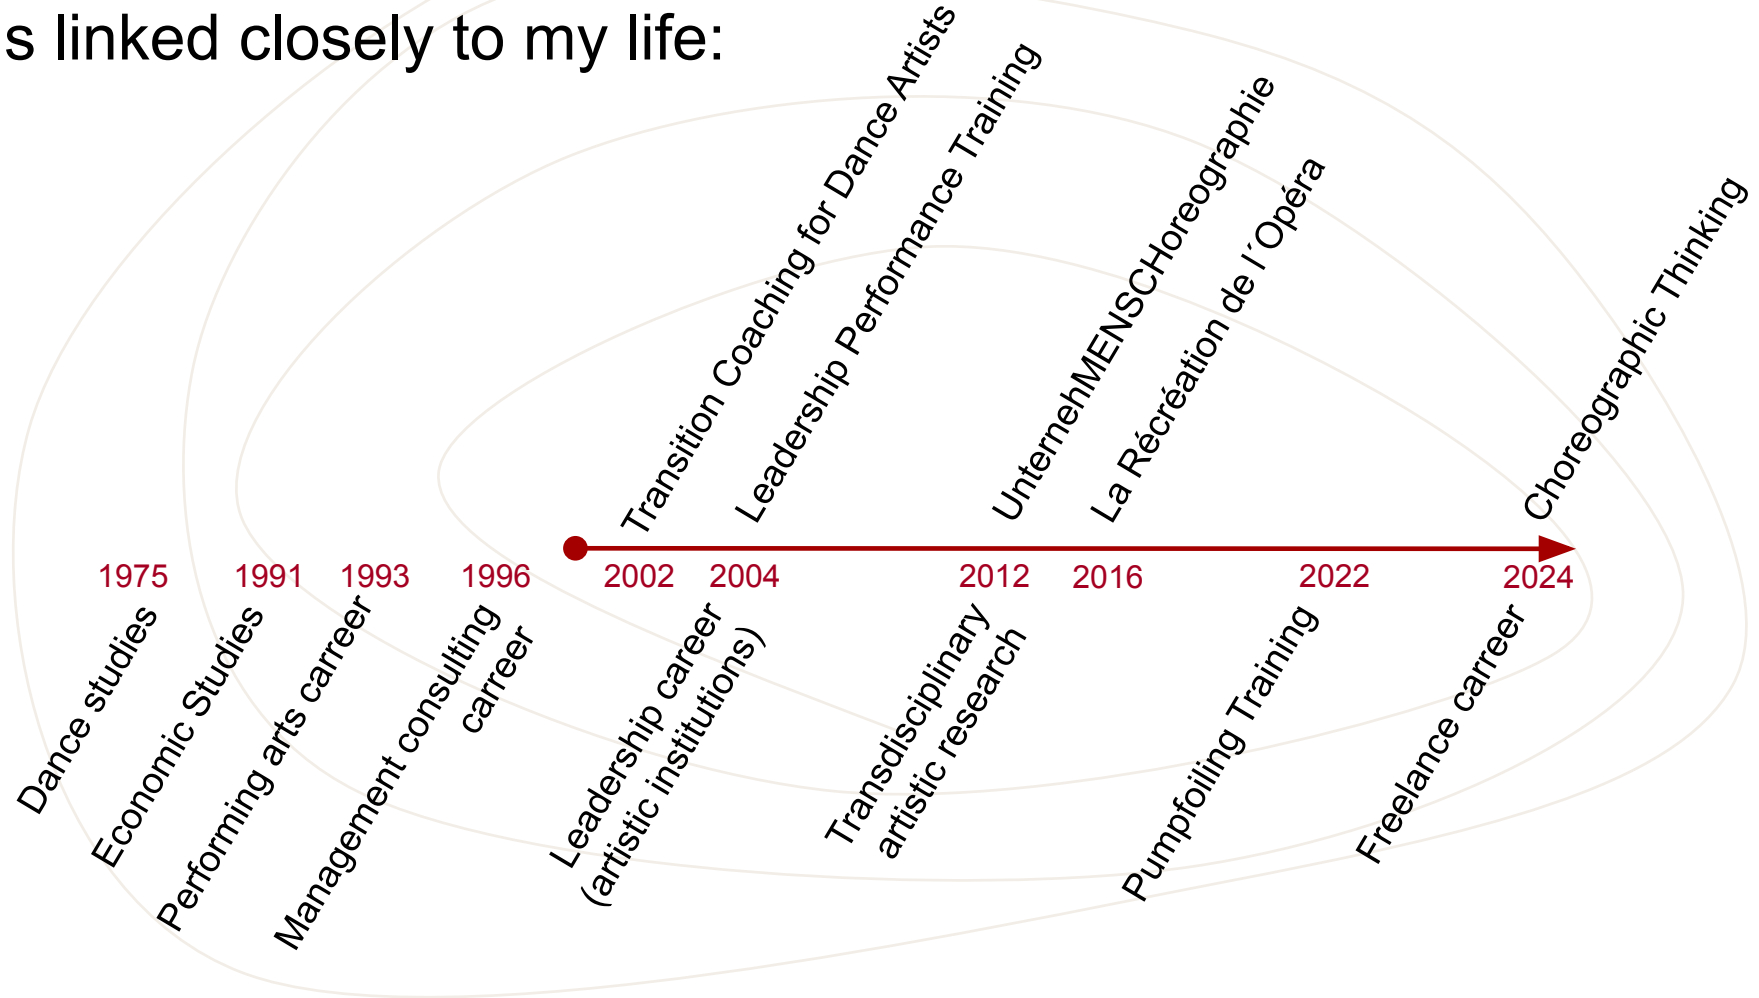 s linked closely to my life:
Transition Coaching for Dance Artists
Leadership Performance Training
UnternehMENSCHoreographie
La Récréation de l´Opéra
Choreographic Thinking
1975
1991
1993
1996
2002
2004
2012
2016
2022
2024
Dance studies
Economic Studies
Performing arts carreer
Management consulting
carreer
Leadership career
(artistic institutions)
Transdisciplinary
artistic research
Pumpfoiling Training
Freelance carreer